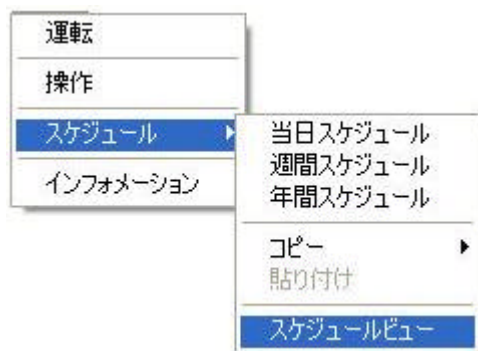 運転
操作
スケジュール
インフォメーション
当日スケジュール
週間スケジュール
年間スケジュール
コピー
貼り付け
スケジュールビュー